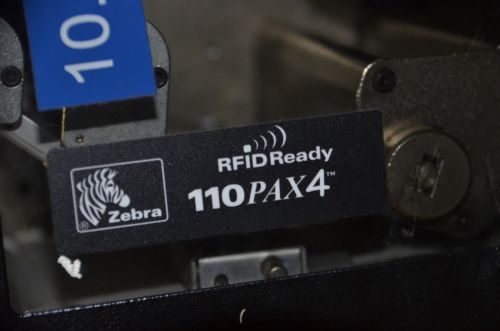 10.
RFIDReady
110PAX4™
Zebra
®